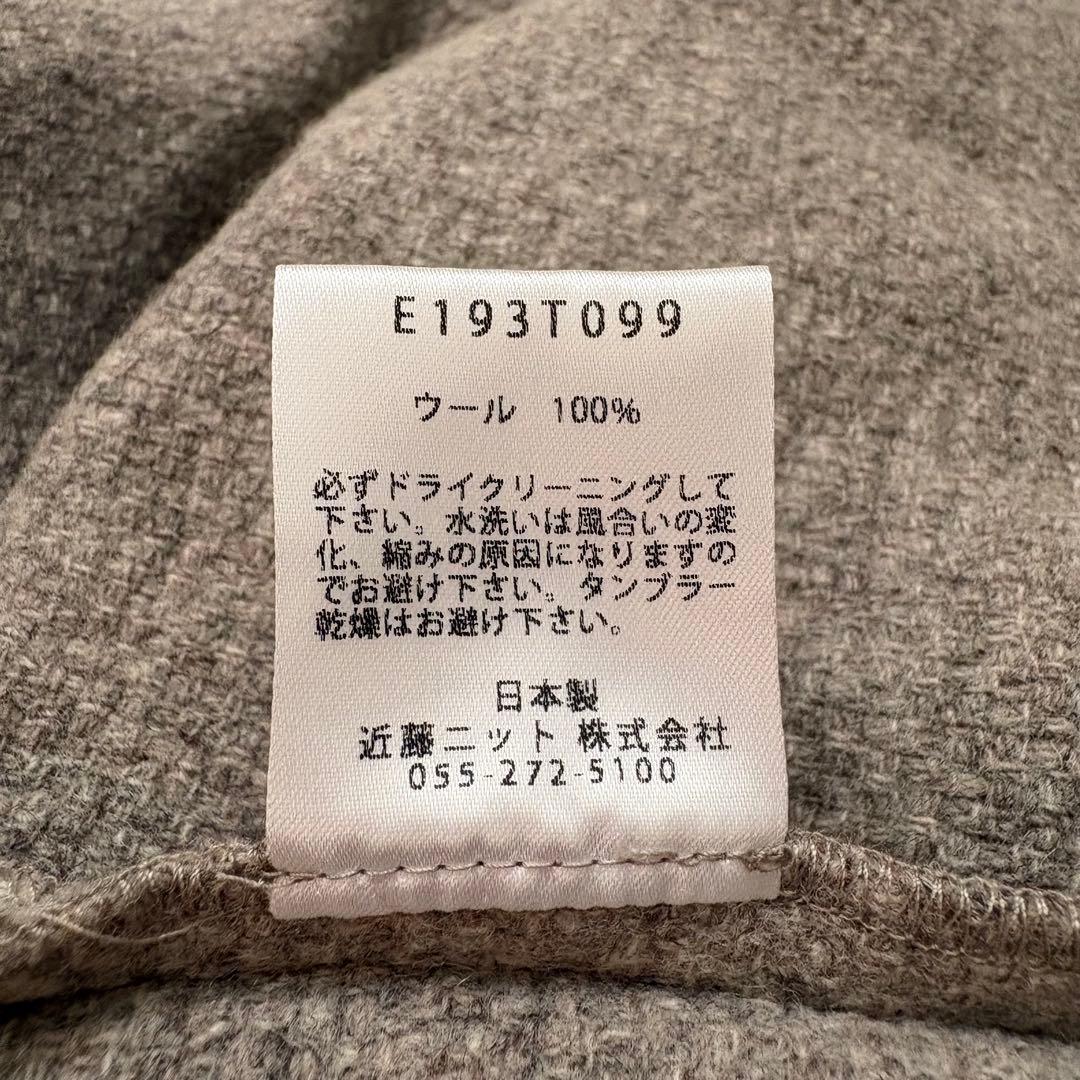 E193T099
ウール 100%
必ずドライクリーニングして
下さい。水洗いは風合いの変
化、縮みの原因になりますの
でお避け下さい。タンブラー
乾燥はお避け下さい。
日本製
近藤ニット 株式会社
055-272-5100